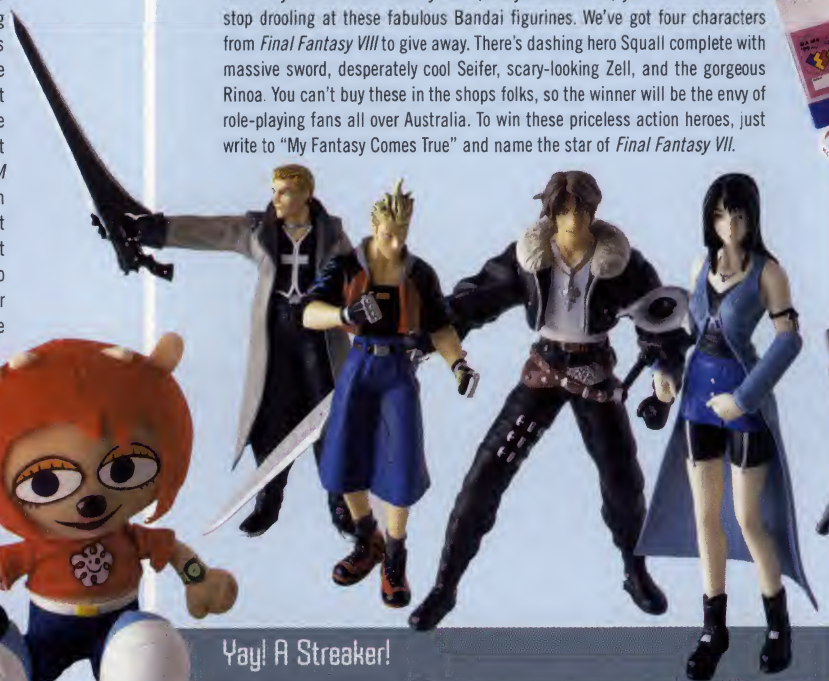 stop drooling at these fabulous Bandai figurines. We've got four characters
from Final Fantasy VIII to give away. There's dashing hero Squall complete with
massive sword, desperately cool Seifer, scary-looking Zell, and the gorgeous
Rinoa. You can't buy these in the shops folks, so the winner will be the envy of
role-playing fans all over Australia. To win these priceless action heroes, just
write to “My Fantasy Comes True” and name the star of Final Fantasy VII.
Yay! A Streaker!